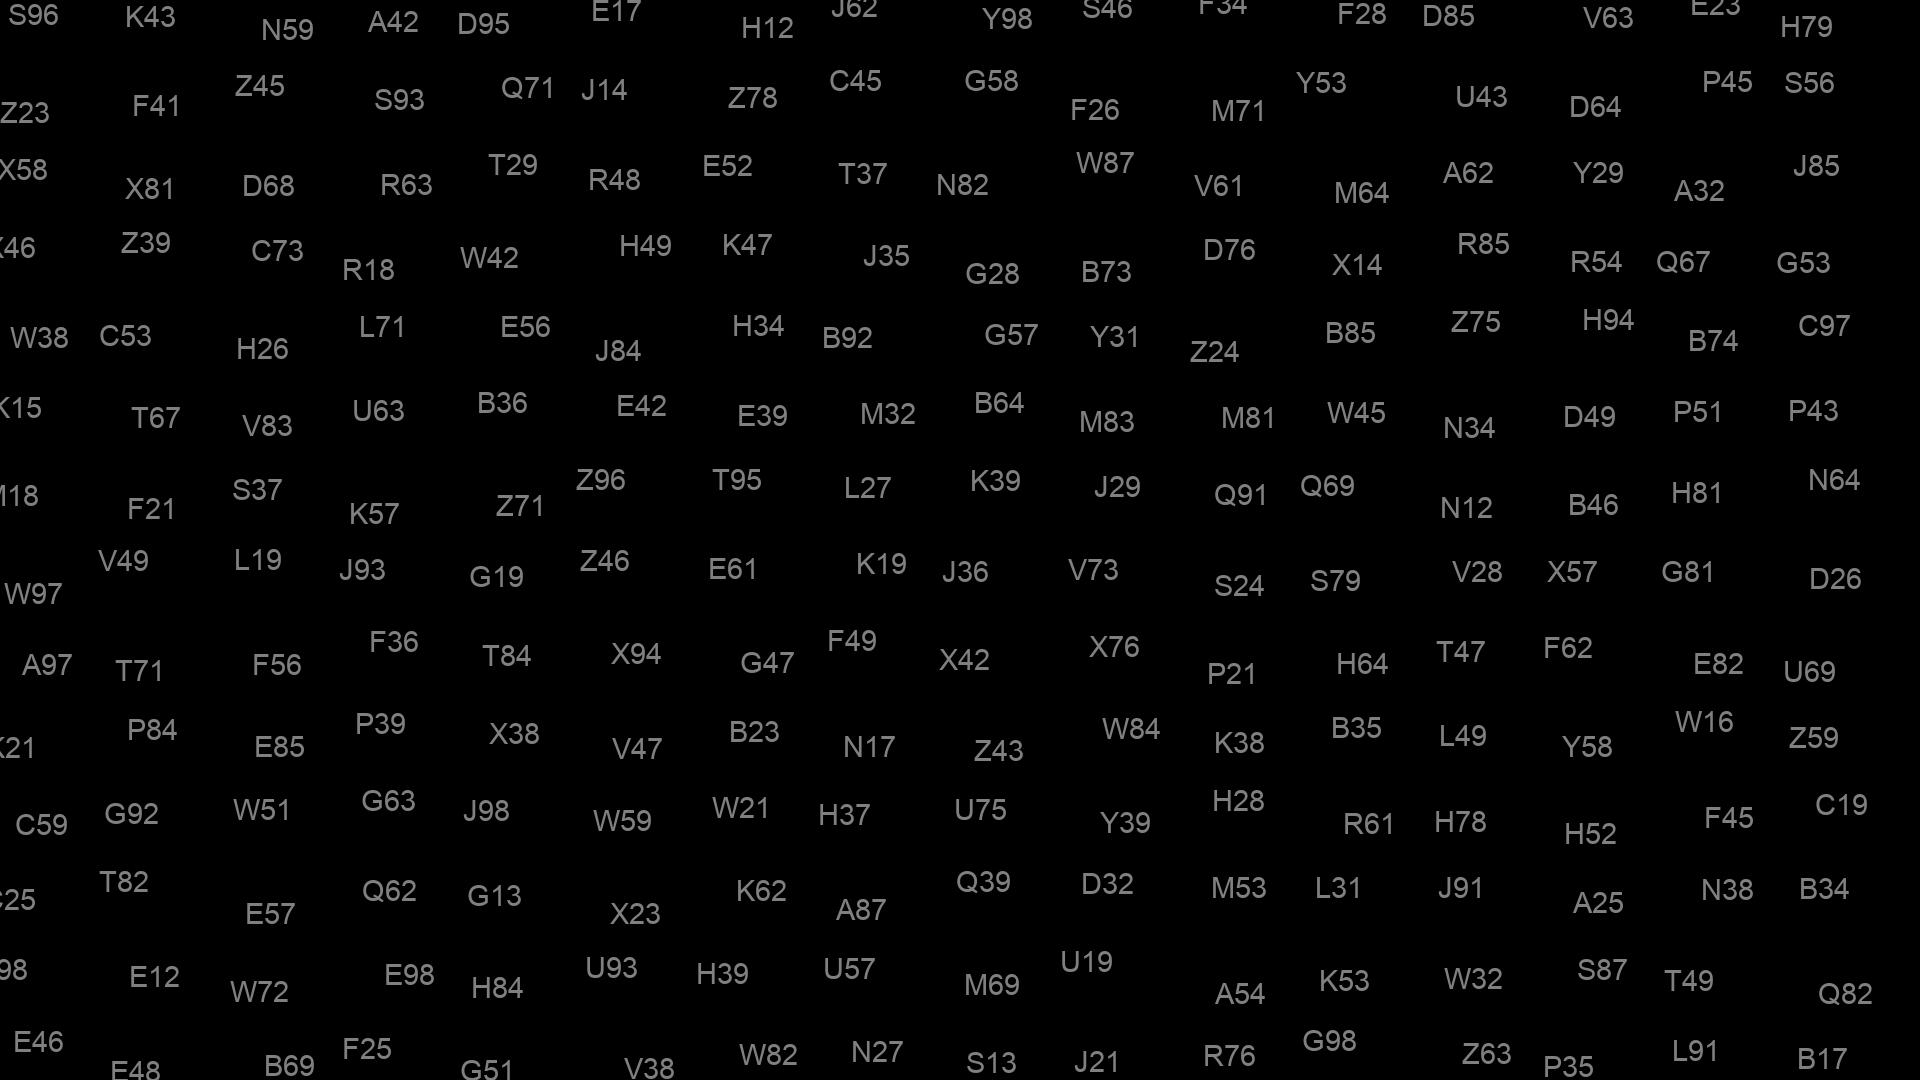 S96 K43 N59 A42 D95 E17 H12 J62 Y98 S46 F34 F28 D85 V63 E23 H79
Z23 F41 Z45 S93 Q71 J14 Z78 C45 G58 F26 M71 Y53 U43 D64 P45 S56
X58 X81 D68 R63 T29 R48 E52 T37 N82 W87 V61 M64 A62 Y29 A32 J85
46 Z39 C73 R18 W42 H49 K47 J35 G28 B73 D76 X14 R85 R54 Q67 G53
W38 C53 H26 L71 E56 J84 H34 B92 G57 Y31 Z24 B85 Z75 H94 B74 C97
K15 T67 V83 U63 B36 E42 E39 M32 B64 M83 M81 W45 N34 D49 P51 P43
18 F21 S37 K57 Z71 Z96 T95 L27 K39 J29 Q91 Q69 N12 B46 H81 N64
W97 V49 L19 J93 G19 Z46 E61 K19 J36 V73 S24 S79 V28 X57 G81 D26
A97 T71 F56 F36 T84 X94 G47 F49 X42 X76 P21 H64 T47 F62 E82 U69
21 P84 E85 P39 X38 V47 B23 N17 Z43 W84 K38 B35 L49 Y58 W16 Z59
C59 G92 W51 G63 J98 W59 W21 H37 U75 Y39 H28 R61 H78 H52 F45 C19
25 T82 E57 Q62 G13 X23 K62 A87 Q39 D32 M53 L31 J91 A25 N38 B34
98 E12 W72 E98 H84 U93 H39 U57 M69 U19 A54 K53 W32 S87 T49 Q82
E46 E48 B69 F25 G51 V38 W82 N27 S13 J21 R76 G98 Z63 P35 L91 B17